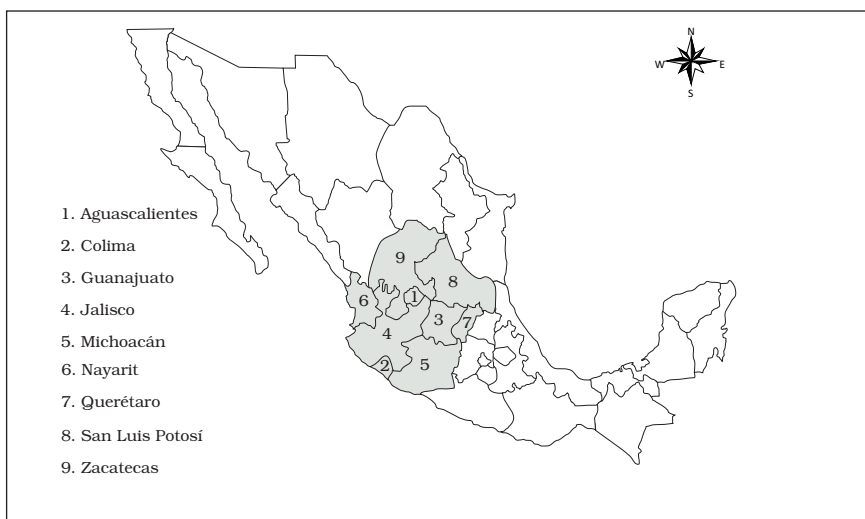 N
W E
S
1. Aguascalientes
2. Colima
3. Guanajuato
4. Jalisco
5. Michoacán
6. Nayarit
7. Querétaro
8. San Luis Potosí
9. Zacatecas
9
8
6
1
3
7
4
2
5